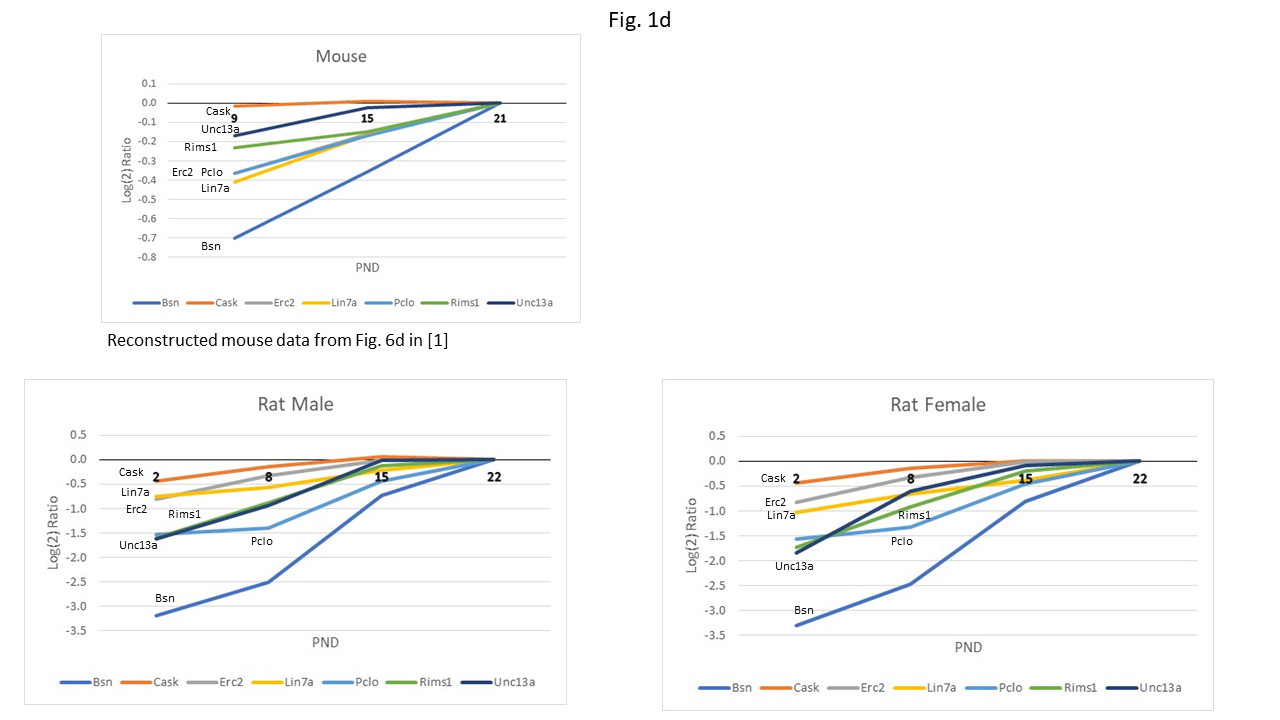 Fig. 1d
Mouse
0.1
0.0
-0.1
-0.2
-0.3
-0.4
-0.5
-0.6
-0.7
-0.8
Log(2) Ratio
Cask
9
15
21
Unc13a
Rims1
Erc2 Pclo
Lin7a
Bsn
PND
Bsn Cask Erc2 Lin7a Pclo Rims1 Unc13a
Reconstructed mouse data from Fig. 6d in [1]
Rat Male
0.5
0.0
-0.5
-1.0
-1.5
-2.0
-2.5
-3.0
-3.5
Log(2) Ratio
Cask
2
8
15
22
Lin7a
Erc2
Rims1
Unc13a
Pclo
Bsn
PND
Bsn Cask Erc2 Lin7a Pclo Rims1 Unc13a
Rat Female
0.5
0.0
-0.5
-1.0
-1.5
-2.0
-2.5
-3.0
-3.5
Log(2) Ratio
Cask
2
8
15
22
Erc2
Lin7a
Rims1
Pclo
Unc13a
Bsn
PND
Bsn Cask Erc2 Lin7a Pclo Rims1 Unc13a